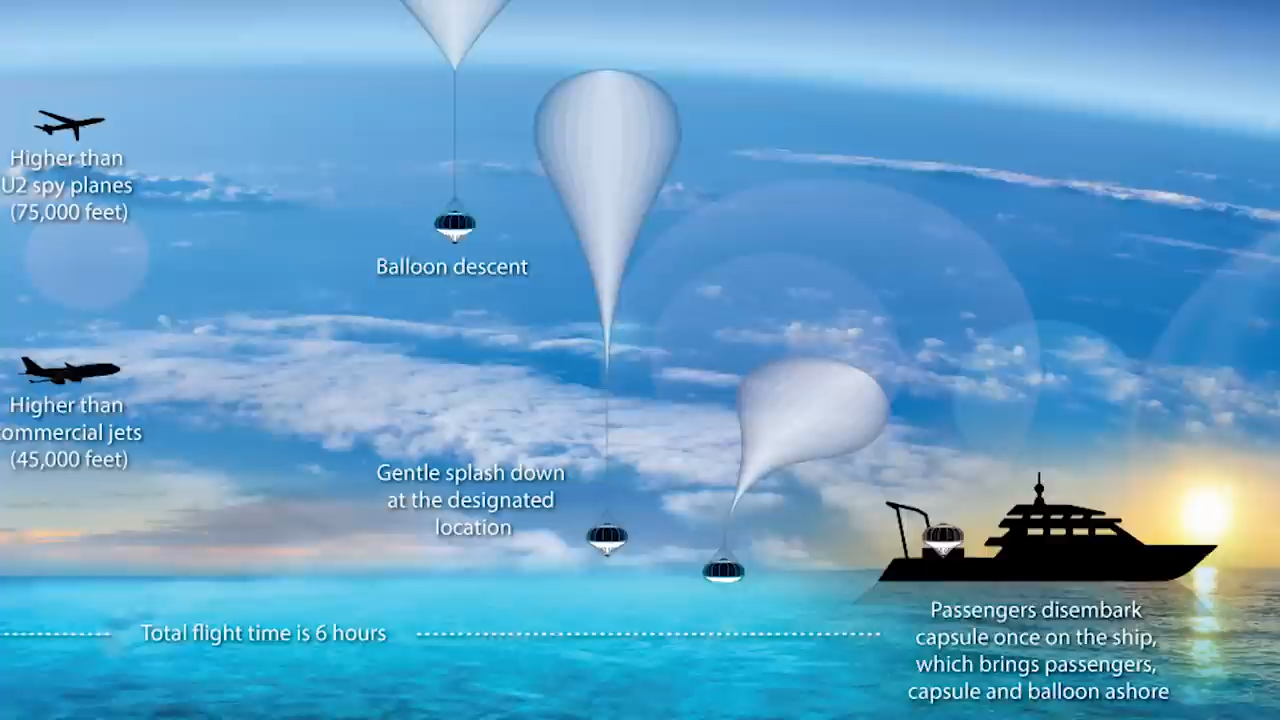 Higher than
U2 spy planes
(75,000 feet)
Balloon descent
Higher than
ommercial jets
(45,000 feet)
Gentle splash down
at the designated
location
Total flight time is 6 hours
Passengers disembark
capsule once on the ship,
which brings passengers,
capsule and balloon ashore